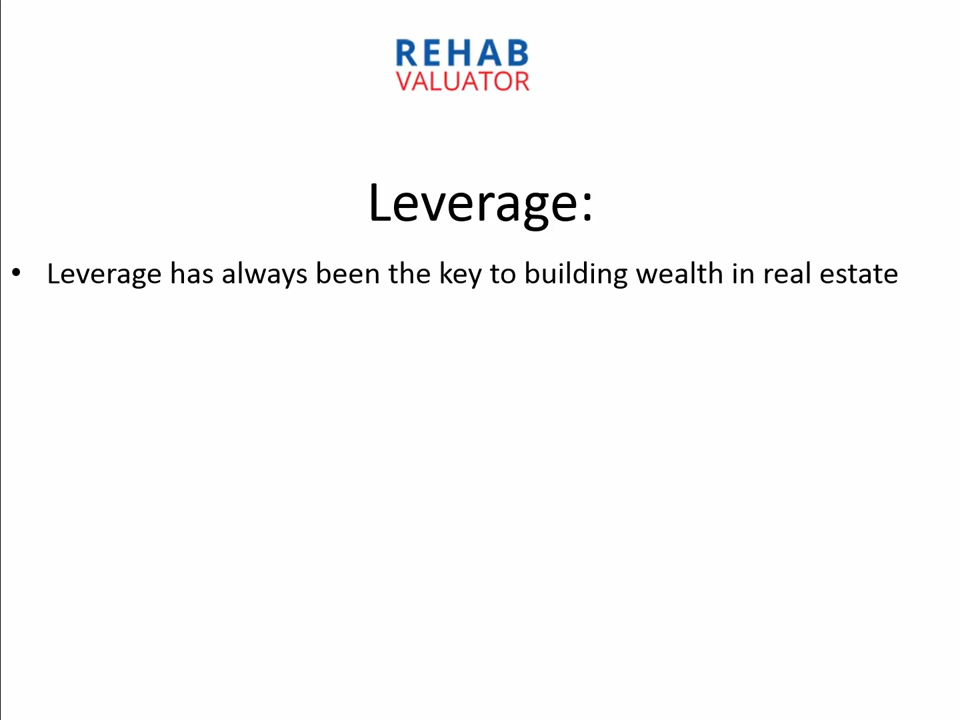 REHAB
VALUATOR
Leverage:
• Leverage has always been the key to building wealth in real estate